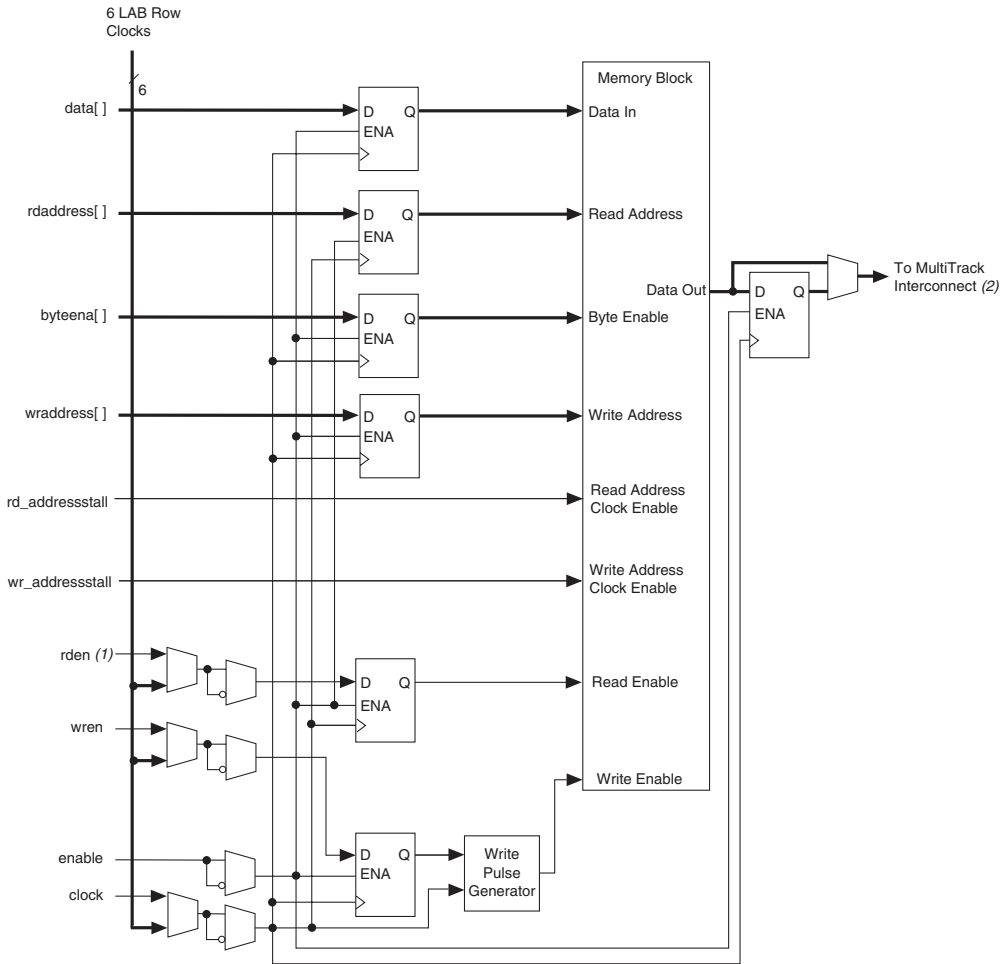 6 LAB Row
Clocks
6
Memory Block
data[ ]
D Q
ENA
Data In
rdaddress[ ]
D Q
ENA
Read Address
To MultiTrack
Interconnect (2)
Data Out
D Q
ENA
byteena[ ]
D Q
ENA
Byte Enable
wraddress[ ]
D Q
ENA
Write Address
rd_addressstall
Read Address
Clock Enable
wr_addressstall
Write Address
Clock Enable
rden (1)
D Q
ENA
Read Enable
wren
Write Enable
enable
D Q
ENA
Write
Pulse
Generator
clock